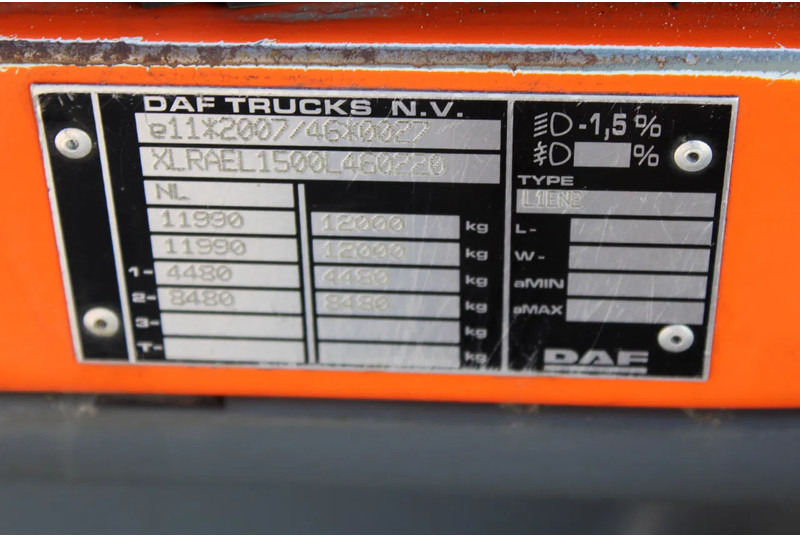 DAF TRUCKS N.V.
e11*2007/46*0027
XLRAEL1500L460220
NL
11990 12000 kg
11990 12000 kg
1- 4480 4480 kg
2- 8480 8480 kg
3- kg
T- kg
-1,5%
%
TYPE
L1EN2
L-
W-
aMIN
aMAX
DAF